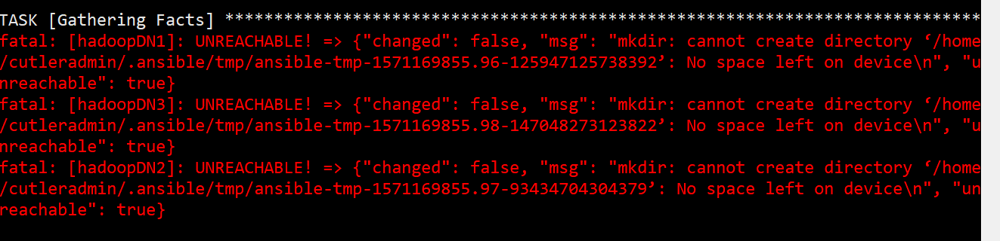 TASK [Gathering Facts] *****************************************************************************
fatal: [hadoopDN1]: UNREACHABLE! => {"changed": false, "msg": "mkdir: cannot create directory ‘/home
/cutleradmin/.ansible/tmp/ansible-tmp-1571169855.96-125947125738392’: No space left on device\n", "u
nreachable": true}
fatal: [hadoopDN3]: UNREACHABLE! => {"changed": false, "msg": "mkdir: cannot create directory ‘/home
/cutleradmin/.ansible/tmp/ansible-tmp-1571169855.98-147048273123822’: No space left on device\n", "u
nreachable": true}
fatal: [hadoopDN2]: UNREACHABLE! => {"changed": false, "msg": "mkdir: cannot create directory ‘/home
/cutleradmin/.ansible/tmp/ansible-tmp-1571169855.97-93434704304379’: No space left on device\n", "un
reachable": true}